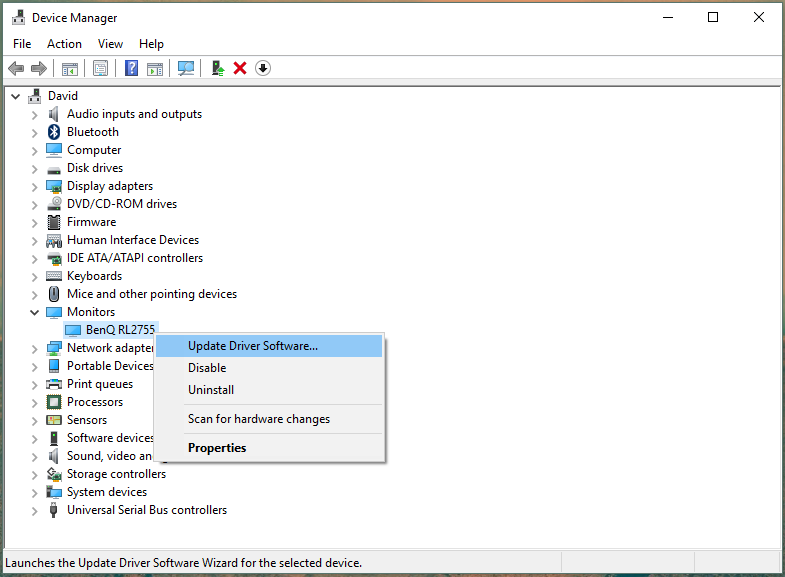 Device Manager
File Action View Help
David
Audio inputs and outputs
Bluetooth
Computer
Disk drives
Display adapters
DVD/CD-ROM drives
Firmware
Human Interface Devices
IDE ATA/ATAPI controllers
Keyboards
Mice and other pointing devices
Monitors
BenQ RL2755
Network adapter
Portable Devices
Print queues
Processors
Sensors
Software devices
Sound, video an
Storage controllers
System devices
Universal Serial Bus controllers
Update Driver Software...
Disable
Uninstall
Scan for hardware changes
Properties
Launches the Update Driver Software Wizard for the selected device.